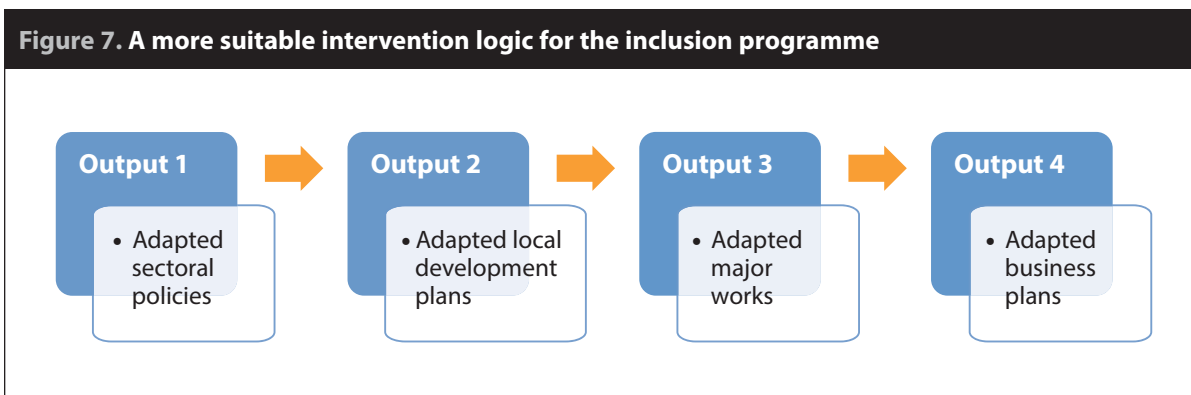 Figure 7. A more suitable intervention logic for the inclusion programme
Output 1
• Adapted
sectoral
policies
Output 2
• Adapted local
development
plans
Output 3
• Adapted
major
works
Output 4
• Adapted
business
plans